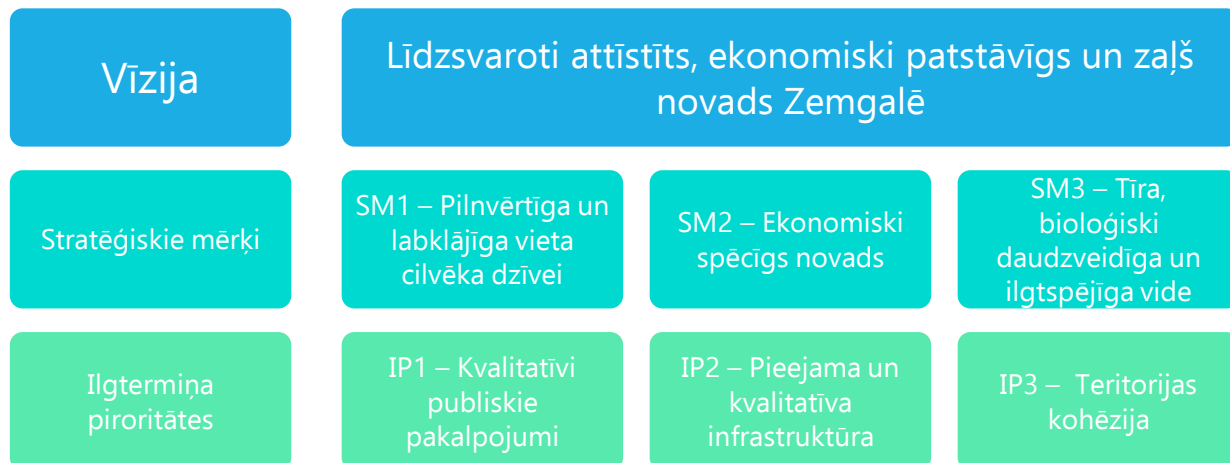 Vīzija
Līdzsvaroti attīstīts, ekonomiski patstāvīgs un zaļš
novads Zemgalē
Stratēģiskie mērķi
SM1 – Pilnvērtīga un
labklājīga vieta
cilvēka dzīvei
SM2 – Ekonomiski
spēcīgs novads
SM3 – Tīra,
bioloģiski
daudzveidīga un
ilgtspējīga vide
Ilgtermiņa
piroritātes
IP1 – Kvalitatīvi
publiskie
pakalpojumi
IP2 – Pieejama un
kvalitatīva
infrastruktūra
IP3 – Teritorijas
kohēzija